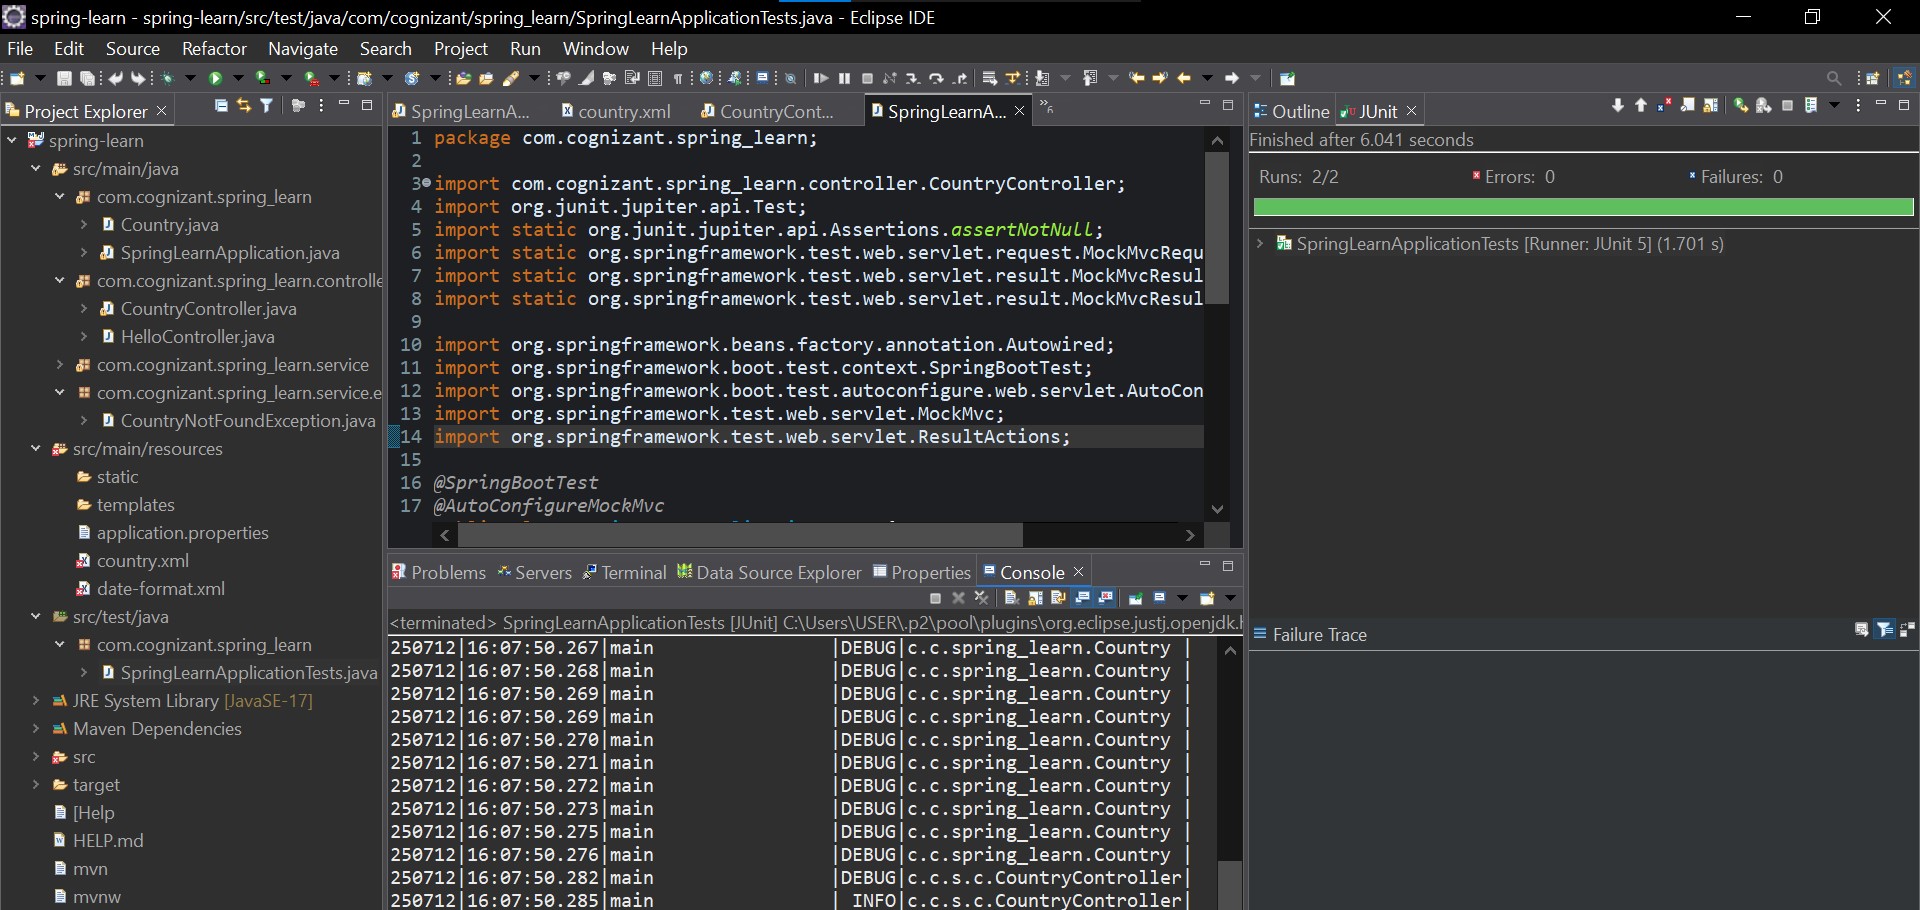 spring-learn - spring-learn/src/test/java/com/cognizant/spring_learn/SpringLearnApplicationTests.java - Eclipse IDE
File Edit Source Refactor Navigate Search Project Run Window Help
Project Explorer
spring-learn
src/main/java
com.cognizant.spring_learn
Country.java
SpringLearnApplication.java
com.cognizant.spring_learn.controlle
CountryController.java
HelloController.java
com.cognizant.spring_learn.service
com.cognizant.spring_learn.service.e
CountryNotFoundException.java
src/main/resources
static
templates
application.properties
country.xml
date-format.xml
src/test/java
com.cognizant.spring_learn
SpringLearnApplicationTests.java
JRE System Library [JavaSE-17]
Maven Dependencies
src
target
[Help
HELP.md
mvn
mvnw
SpringLearnA... country.xml CountryCont... SpringLearnA... »6
1 package com.cognizant.spring_learn;
2
3 import com.cognizant.spring_learn.controller.CountryController;
4 import org.junit.jupiter.api.Test;
5 import static org.junit.jupiter.api.Assertions.assertNotNull;
6 import static org.springframework.test.web.servlet.request.MockMvcRequ
7 import static org.springframework.test.web.servlet.result.MockMvcResul
8 import static org.springframework.test.web.servlet.result.MockMvcResul
9
10 import org.springframework.beans.factory.annotation.Autowired;
11 import org.springframework.boot.test.context.SpringBootTest;
12 import org.springframework.boot.test.autoconfigure.web.servlet.AutoCon
13 import org.springframework.test.web.servlet.MockMvc;
14 import org.springframework.test.web.servlet.ResultActions;
15
16 @SpringBootTest
17 @AutoConfigureMockMvc
Problems Servers Terminal Data Source Explorer Properties Console
<terminated> SpringLearnApplicationTests [JUnit] C:\Users\USER\.p2\pool\plugins\org.eclipse.justj.openjdk.h
250712|16:07:50.267|main |DEBUG|c.c.spring_learn.Country |
250712|16:07:50.268|main |DEBUG|c.c.spring_learn.Country |
250712|16:07:50.269|main |DEBUG|c.c.spring_learn.Country |
250712|16:07:50.269|main |DEBUG|c.c.spring_learn.Country |
250712|16:07:50.270|main |DEBUG|c.c.spring_learn.Country |
250712|16:07:50.271|main |DEBUG|c.c.spring_learn.Country |
250712|16:07:50.272|main |DEBUG|c.c.spring_learn.Country |
250712|16:07:50.273|main |DEBUG|c.c.spring_learn.Country |
250712|16:07:50.275|main |DEBUG|c.c.spring_learn.Country |
250712|16:07:50.276|main |DEBUG|c.c.spring_learn.Country |
250712|16:07:50.282|main |DEBUG|c.c.s.c.CountryController|
250712|16:07:50.285|main | INFO|c.c.s.c.CountryController|
Outline JUnit
Finished after 6.041 seconds
Runs: 2/2 Errors: 0 Failures: 0
SpringLearnApplicationTests [Runner: JUnit 5] (1.701 s)
Failure Trace